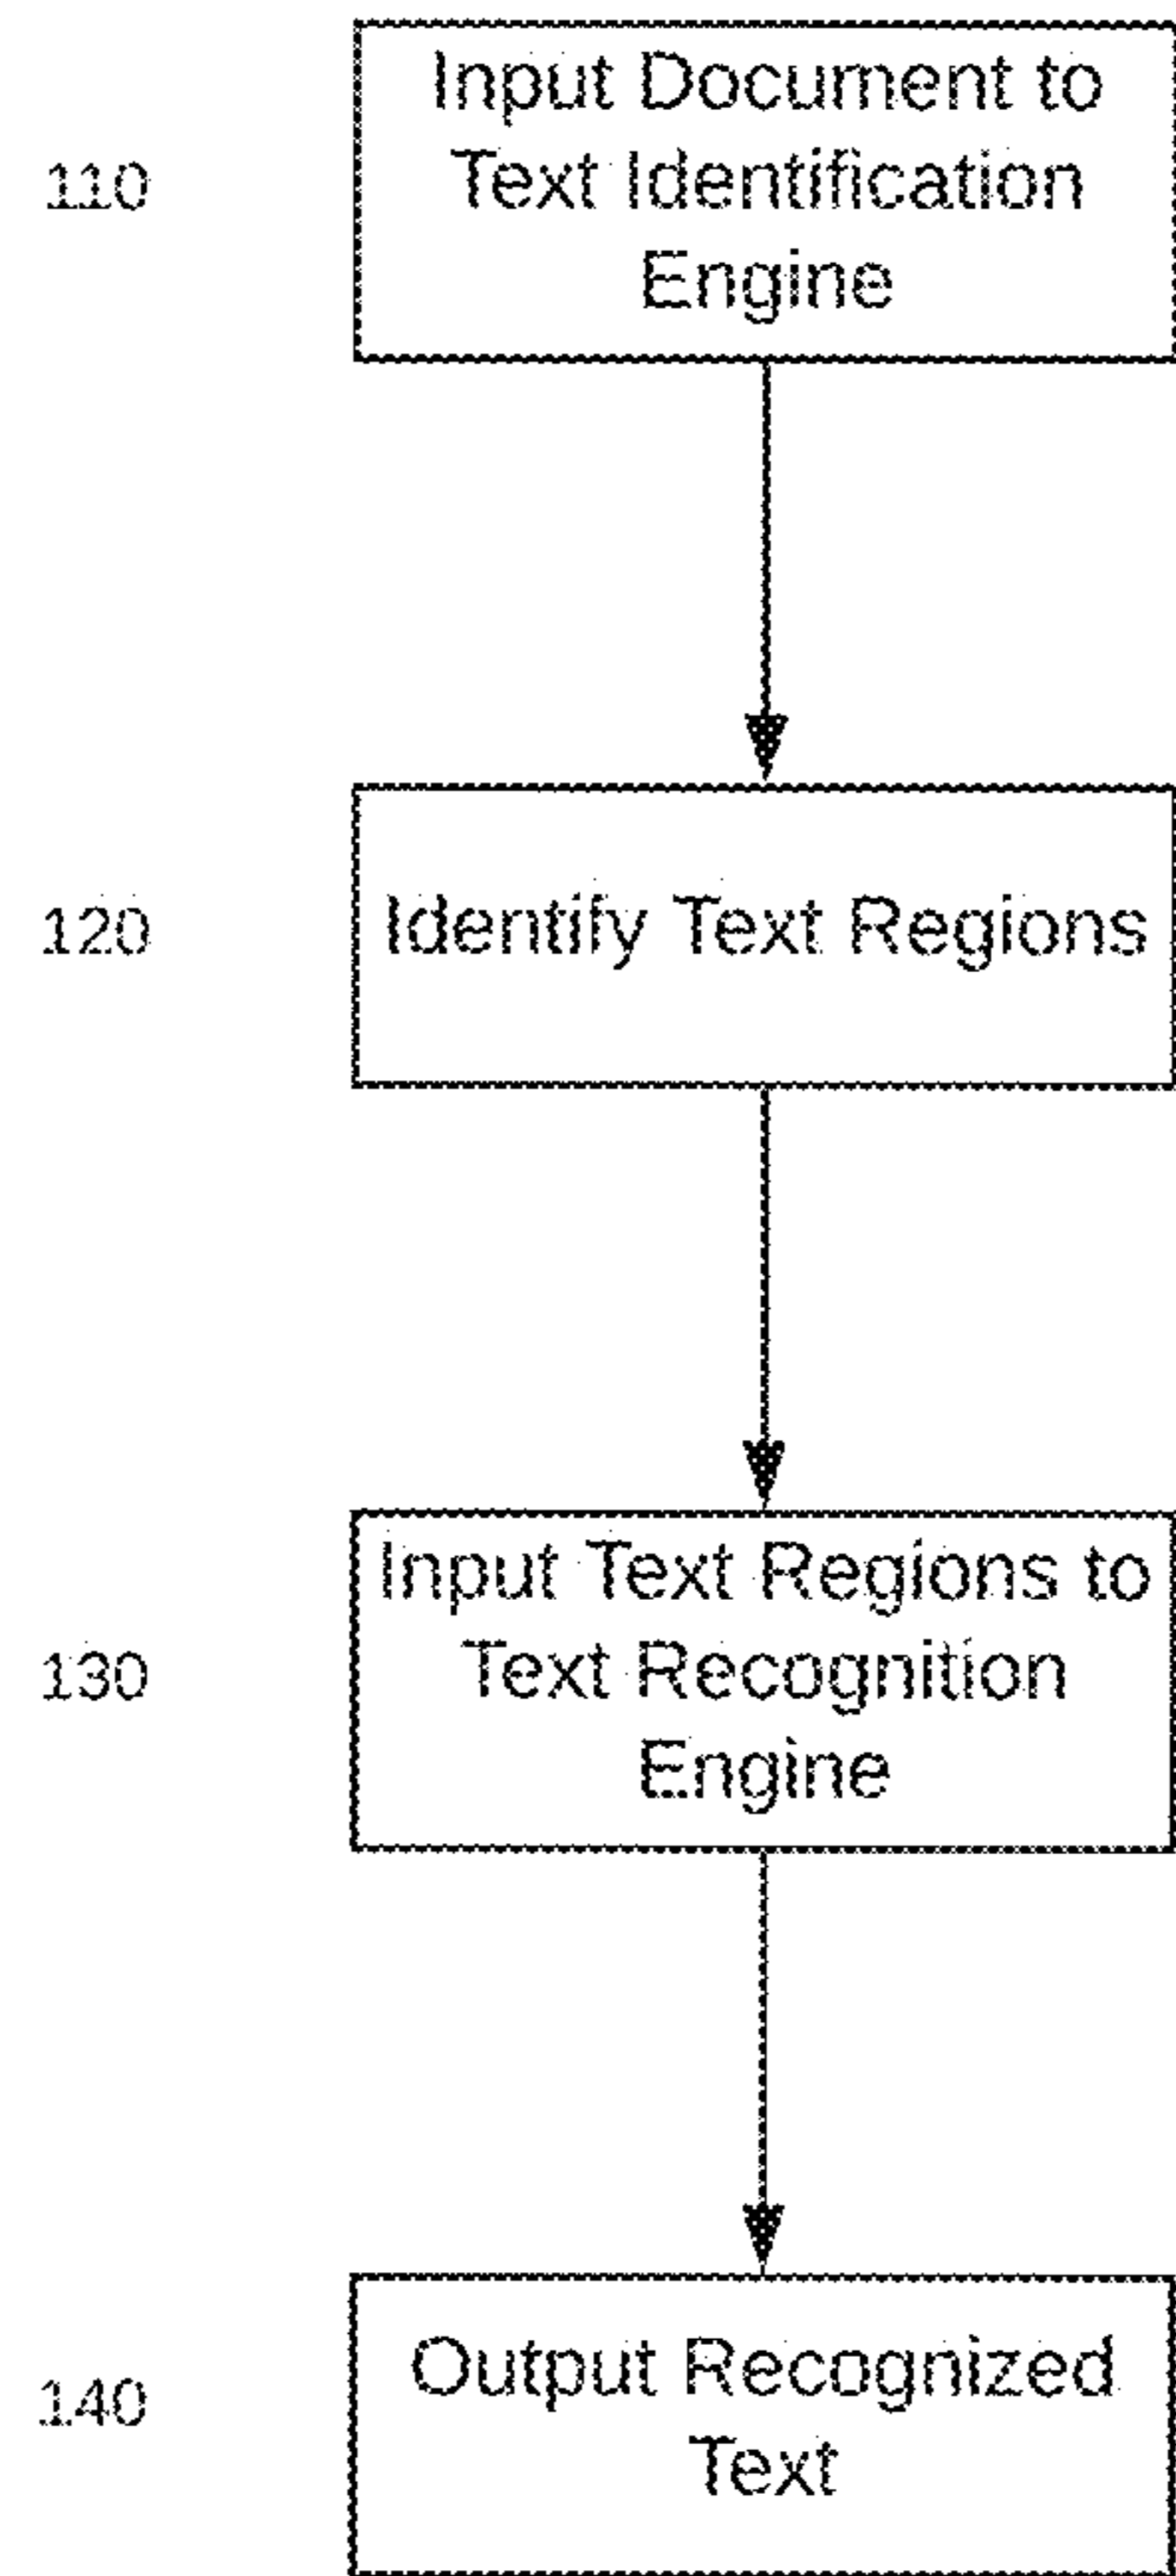 110
Input Document to
Text Identification
Engine
120
Identify Text Regions
130
Input Text Regions to
Text Recognition
Engine
140
Output Recognized
Text